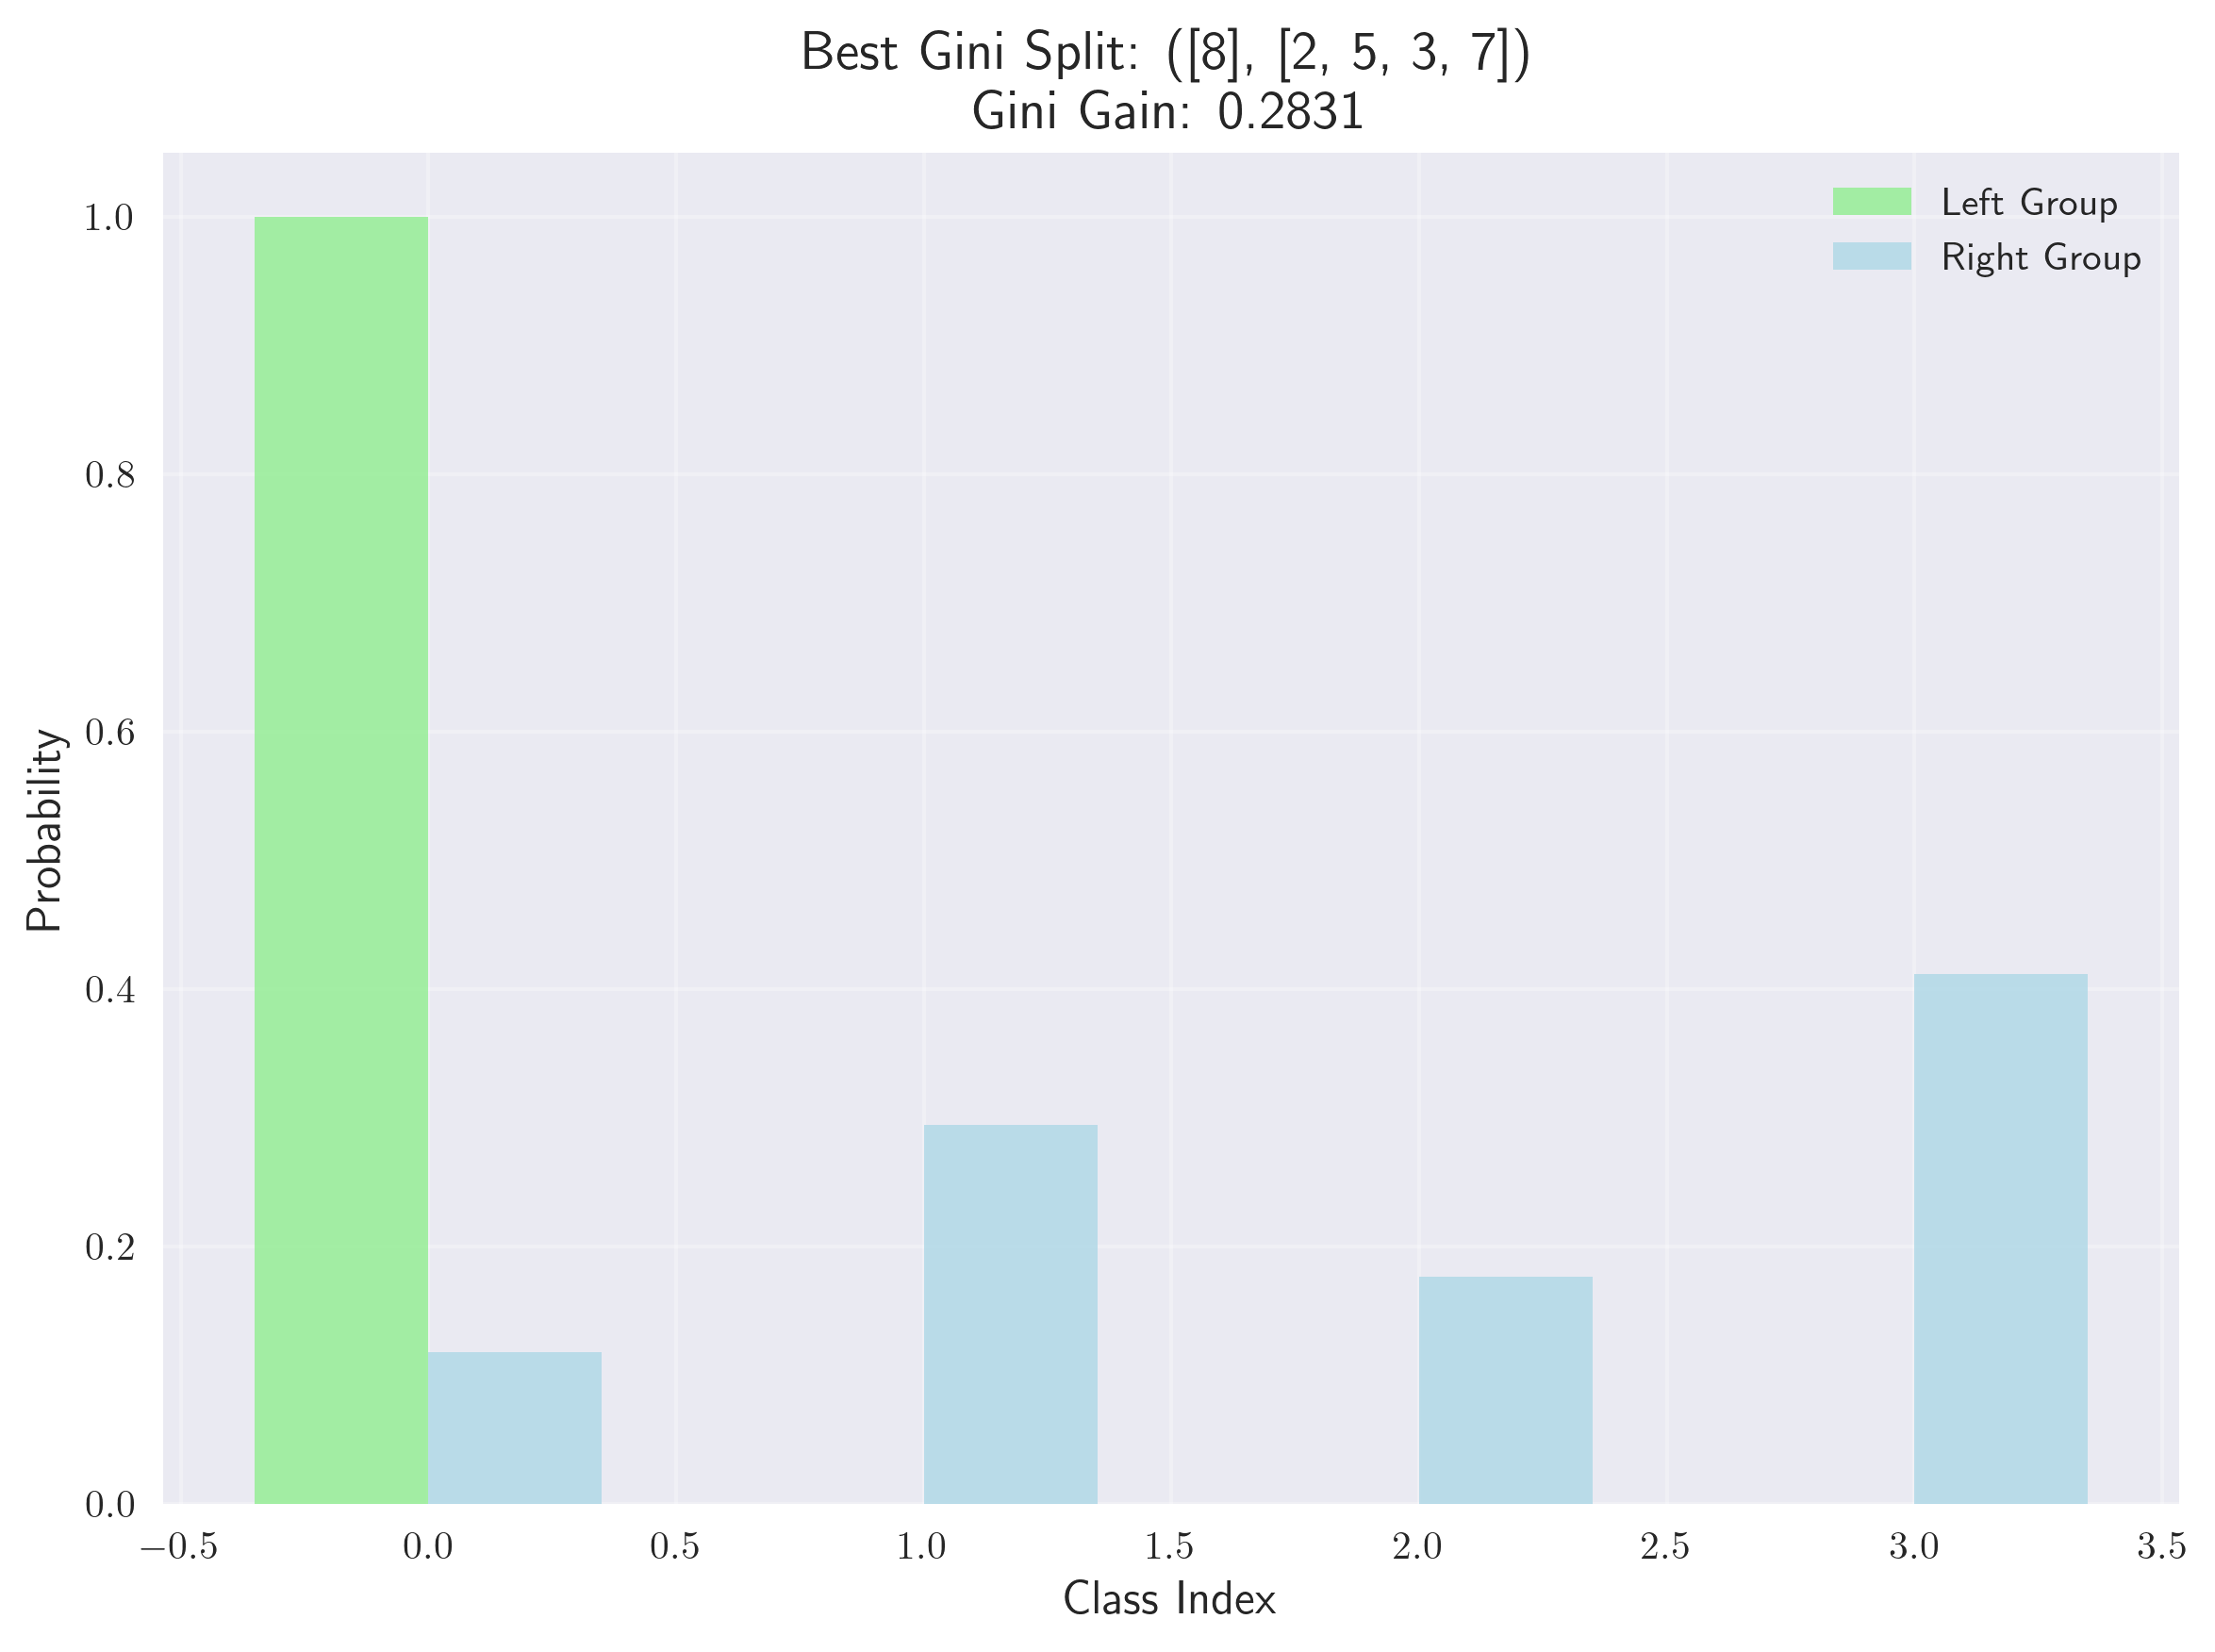 Best Gini Split: ([8], [2, 5, 3, 7])
Gini Gain: 0.2831
Left Group
Right Group
Probability
1.0
0.8
0.6
0.4
0.2
0.0
−0.5 0.0 0.5 1.0 1.5 2.0 2.5 3.0 3.5
Class Index